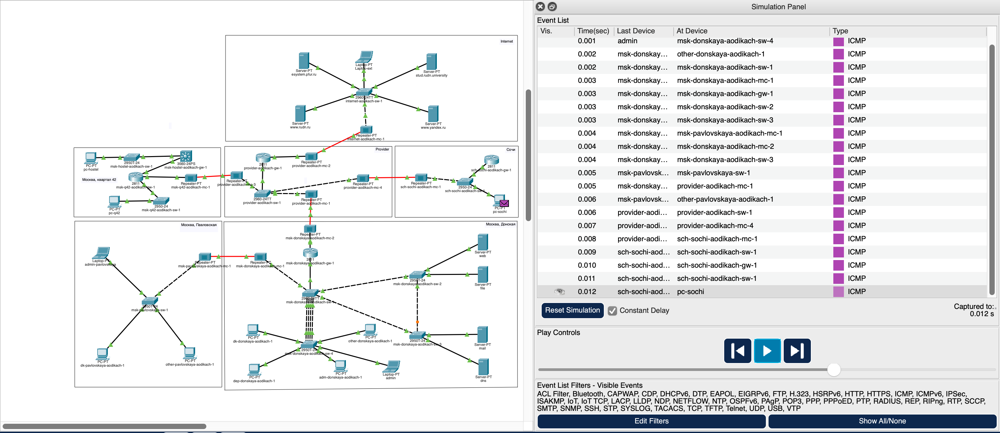 Internet
Server-PT
esystem.pfur.ru
Laptop-PT
Laptop-ext
Server-PT
stud.rudn.university
2960-24TT
internet-aodikach-sw-1
Server-PT
www.rudn.ru
Server-PT
www.yandex.ru
Repeater-PT
internet-aodikach-mc-1
PC-PT
pc-hostel
2950T-24
msk-hostel-aodikach-sw-1
3560-24PS
msk-hostel-aodikach-gw-1
Москва, квартал 42
2811
msk-q42-aodikach-gw-1
Repeater-PT
msk-q42-aodikach-mc-1
PC-PT
pc-q42
2950-24
msk-q42-aodikach-sw-1
Provider
2811
provider-aodikach-gw-1
Repeater-PT
provider-aodikach-mc-2
Repeater-PT
provider-aodikach-mc-3
Repeater-PT
provider-aodikach-mc-4
2960-24TT
provider-aodikach-sw-1
Repeater-PT
provider-aodikach-mc-1
Сочи
2811
sch-sochi-aodikach-gw-1
Repeater-PT
sch-sochi-aodikach-mc-1
2950-24
sch-sochi-aodikach-sw-1
PC-PT
pc-sochi
Москва, Павловская
Laptop-PT
admin-pavlovskaya
Repeater-PT
msk-pavlovskaya-aodikach-mc-1
2950T-24
msk-pavlovskaya-sw-1
PC-PT
dk-pavlovskaya-aodikach-1
PC-PT
other-pavlovskaya-aodikach-1
Москва, Донская
Repeater-PT
msk-donskaya-aodikach-mc-2
2811
msk-donskaya-aodikach-gw-1
Repeater-PT
msk-donskaya-aodikach-mc-1
Server-PT
web
2950T-24
msk-donskaya-aodikach-sw-2
Server-PT
file
2960-24TT
msk-donskaya-aodikach-sw-1
PC-PT
dk-donskaya-aodikach-1
PC-PT
other-donskaya-aodikach-1
2950T-24
msk-donskaya-aodikach-sw-3
Server-PT
mail
2950T-24
msk-donskaya-aodikach-sw-4
PC-PT
dep-donskaya-aodikach-1
PC-PT
adm-donskaya-aodikach-1
Laptop-PT
admin
Server-PT
dns
Simulation Panel
Event List
Vis. Time(sec) Last Device At Device Type
0.001 admin msk-donskaya-aodikach-sw-4 ICMP
0.002 msk-donskay... other-donskaya-aodikach-1 ICMP
0.002 msk-donskay... msk-donskaya-aodikach-sw-1 ICMP
0.003 msk-donskay... msk-donskaya-aodikach-mc-1 ICMP
0.003 msk-donskay... msk-donskaya-aodikach-gw-1 ICMP
0.003 msk-donskay... msk-donskaya-aodikach-sw-2 ICMP
0.003 msk-donskay... msk-donskaya-aodikach-sw-3 ICMP
0.004 msk-donskay... msk-pavlovskaya-aodikach-mc-1 ICMP
0.004 msk-donskay... msk-donskaya-aodikach-mc-2 ICMP
0.004 msk-donskay... msk-donskaya-aodikach-sw-3 ICMP
0.005 msk-pavlovsk... msk-pavlovskaya-sw-1 ICMP
0.005 msk-donskay... provider-aodikach-mc-1 ICMP
0.006 msk-pavlovsk... other-pavlovskaya-aodikach-1 ICMP
0.006 provider-aodi... provider-aodikach-sw-1 ICMP
0.007 provider-aodi... provider-aodikach-mc-4 ICMP
0.008 provider-aodi... sch-sochi-aodikach-mc-1 ICMP
0.009 sch-sochi-aod... sch-sochi-aodikach-sw-1 ICMP
0.010 sch-sochi-aod... sch-sochi-aodikach-gw-1 ICMP
0.011 sch-sochi-aod... sch-sochi-aodikach-sw-1 ICMP
0.012 sch-sochi-aod... pc-sochi ICMP
Reset Simulation Constant Delay
Captured to:*
0.012 s
Play Controls
Event List Filters - Visible Events
ACL Filter, Bluetooth, CAPWAP, CDP, DHCPv6, DTP, EAPOL, EIGRPv6, FTP, H.323, HSRPv6, HTTP, HTTPS, ICMP, ICMPv6, IPSec,
ISAKMP, IoT, IoT TCP, LACP, LLDP, NDP, NETFLOW, NTP, OSPFv6, PAgP, POP3, PPP, PPPoED, PTP, RADIUS, REP, RIPng, RTP, SCCP,
SMTP, SNMP, SSH, STP, SYSLOG, TACACS, TCP, TFTP, Telnet, UDP, USB, VTP
Edit Filters
Show All/None